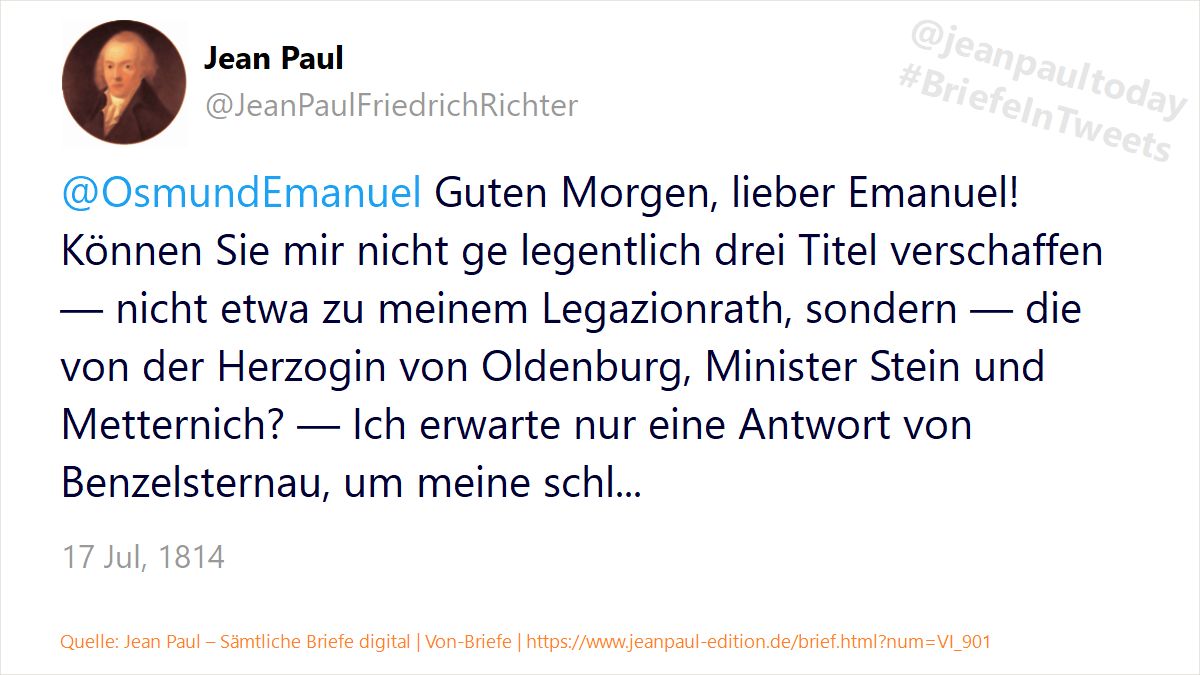 Jean Paul
@JeanPaulFriedrichRichter
@jeanpaultoday
#BriefeInTweets
@OsmundEmanuel Guten Morgen, lieber Emanuel!
Können Sie mir nicht ge legentlich drei Titel verschaffen
— nicht etwa zu meinem Legazionrath, sondern — die
von der Herzogin von Oldenburg, Minister Stein und
Metternich? — Ich erwarte nur eine Antwort von
Benzelsternau, um meine schl...
17 Jul, 1814
Quelle: Jean Paul – Sämtliche Briefe digital | Von-Briefe | https://www.jeanpaul-edition.de/brief.html?num=VI_901